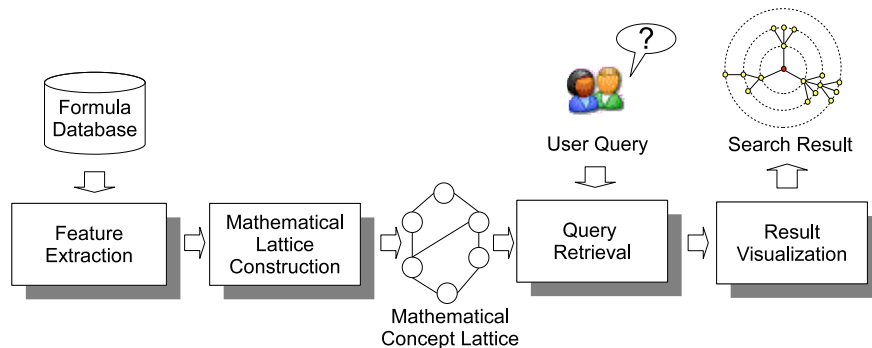 ?
Formula
Database
User Query
Search Result
Feature
Extraction
Mathematical
Lattice
Construction
Mathematical
Concept Lattice
Query
Retrieval
Result
Visualization